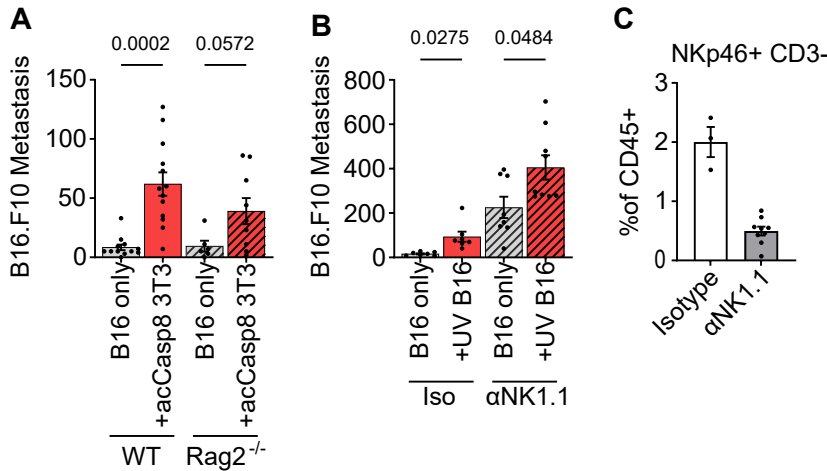 A
0.0002
0.0572
B16.F10 Metastasis
150
100
50
0
B16 only
+acCasp8 3T3
B16 only
+acCasp8 3T3
WT
Rag2-/-
B
0.0275
0.0484
B16.F10 Metastasis
800
600
400
200
0
B16 only
+UV B16
B16 only
+UV B16
Iso
αNK1.1
C
NKp46+ CD3-
%of CD45+
3
2
1
0
Isotype
αNK1.1